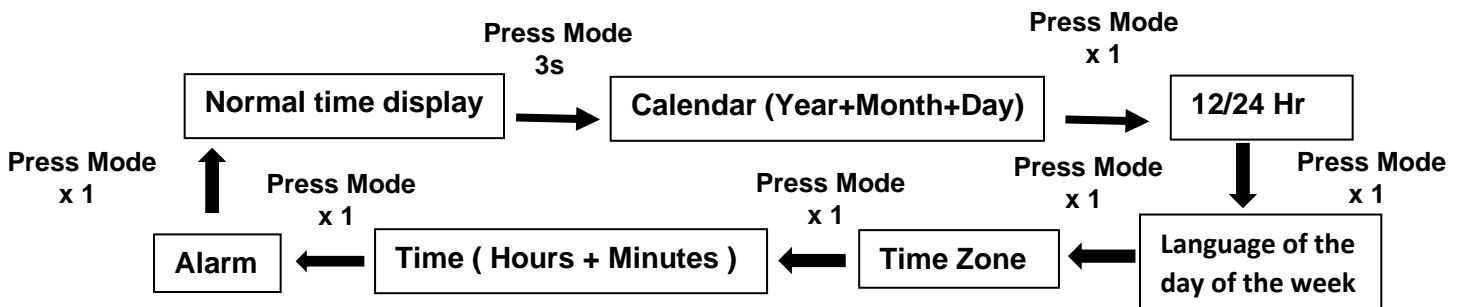 Press Mode
3s
Press Mode
x 1
Normal time display
Calendar (Year+Month+Day)
12/24 Hr
Press Mode
x 1
Press Mode
x 1
Press Mode
x 1
Press Mode
x 1
Press Mode
x 1
Alarm
Time ( Hours + Minutes )
Time Zone
Language of the
day of the week